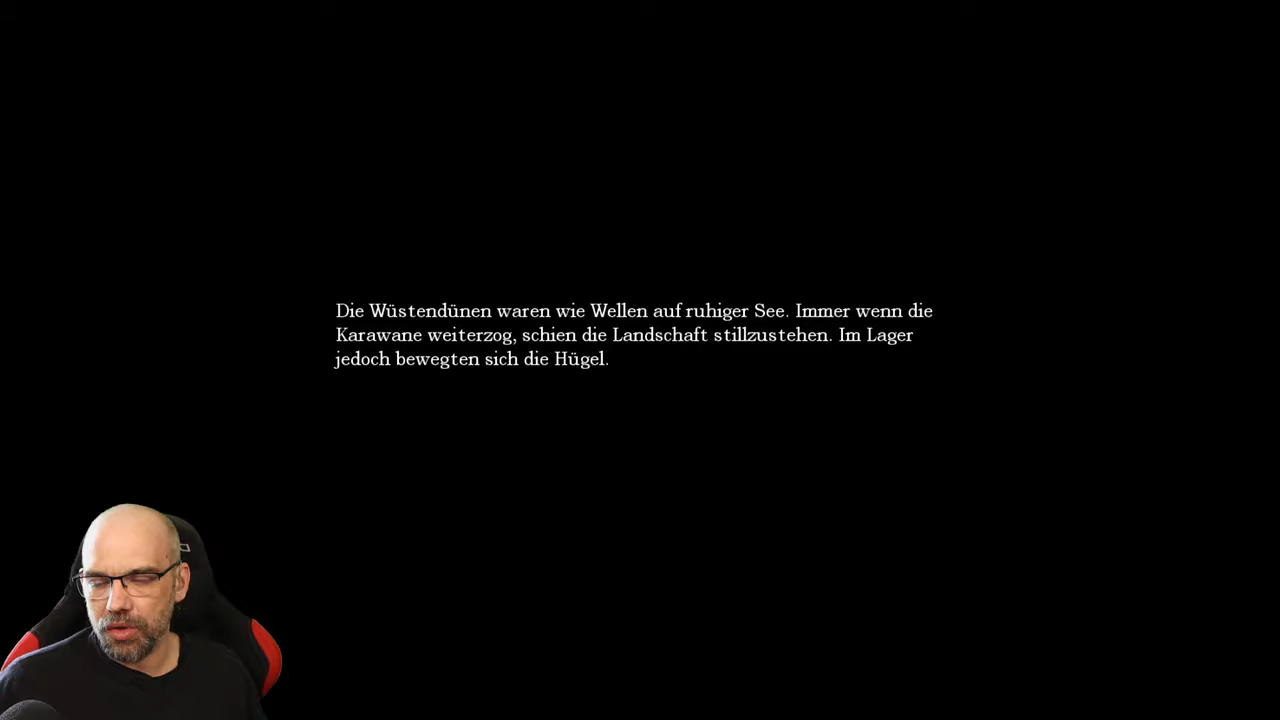 Die Wüstendünen waren wie Wellen auf ruhiger See. Immer wenn die
Karawane weiterzog, schien die Landschaft stillzustehen. Im Lager
jedoch bewegten sich die Hügel.